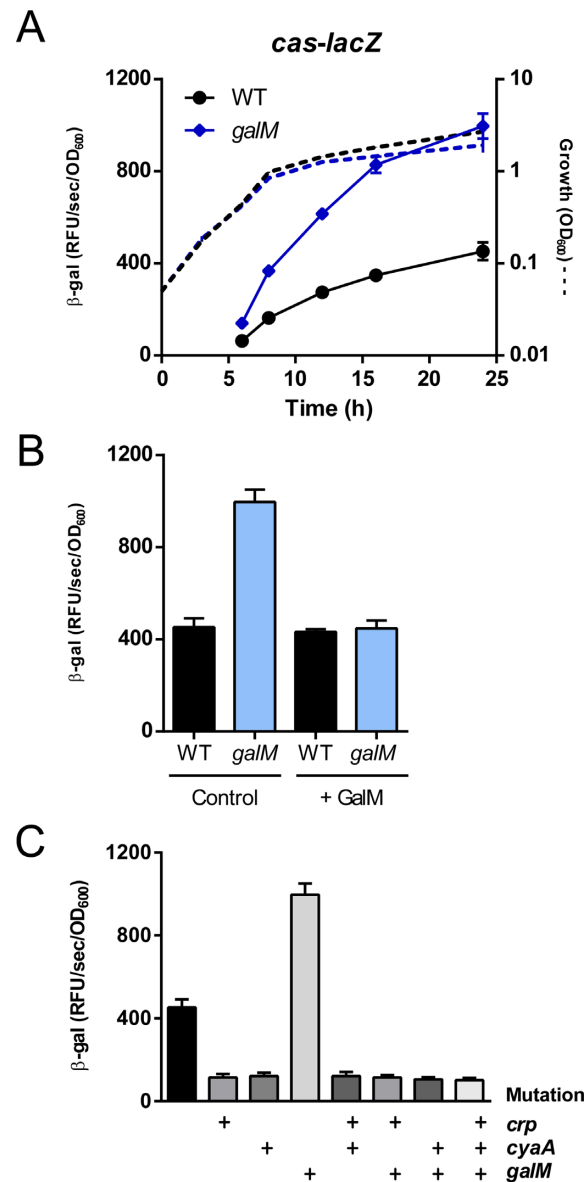 A
cas-lacZ
1200
800
400
0
β-gal (RFU/sec/OD600)
WT
galM
10
1
0.1
0.01
Growth (OD600) - - -
0 5 10 15 20 25
Time (h)
B
1200
800
400
0
β-gal (RFU/sec/OD600)
WT galM WT galM
Control + GalM
C
1200
800
400
0
β-gal (RFU/sec/OD600)
Mutation
+ + + + crp
+ + + + cyaA
+ + + + galM